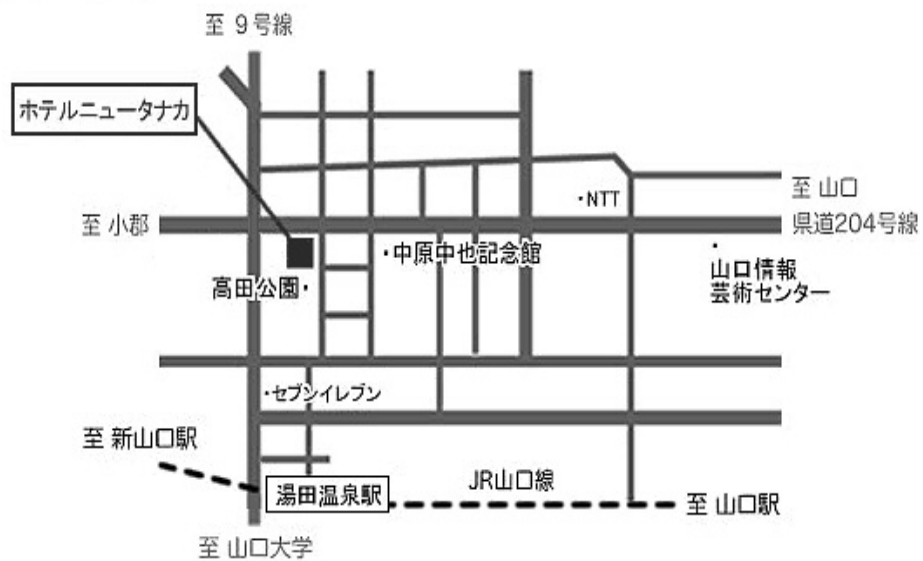 至 9号線
ホテルニュータナカ
・NTT
至 山口
至 小郡
県道204号線
・中原中也記念館
・
山口情報
芸術センター
高田公園・
・セブンイレブン
至 新山口駅
湯田温泉駅
JR山口線
至 山口駅
至 山口大学